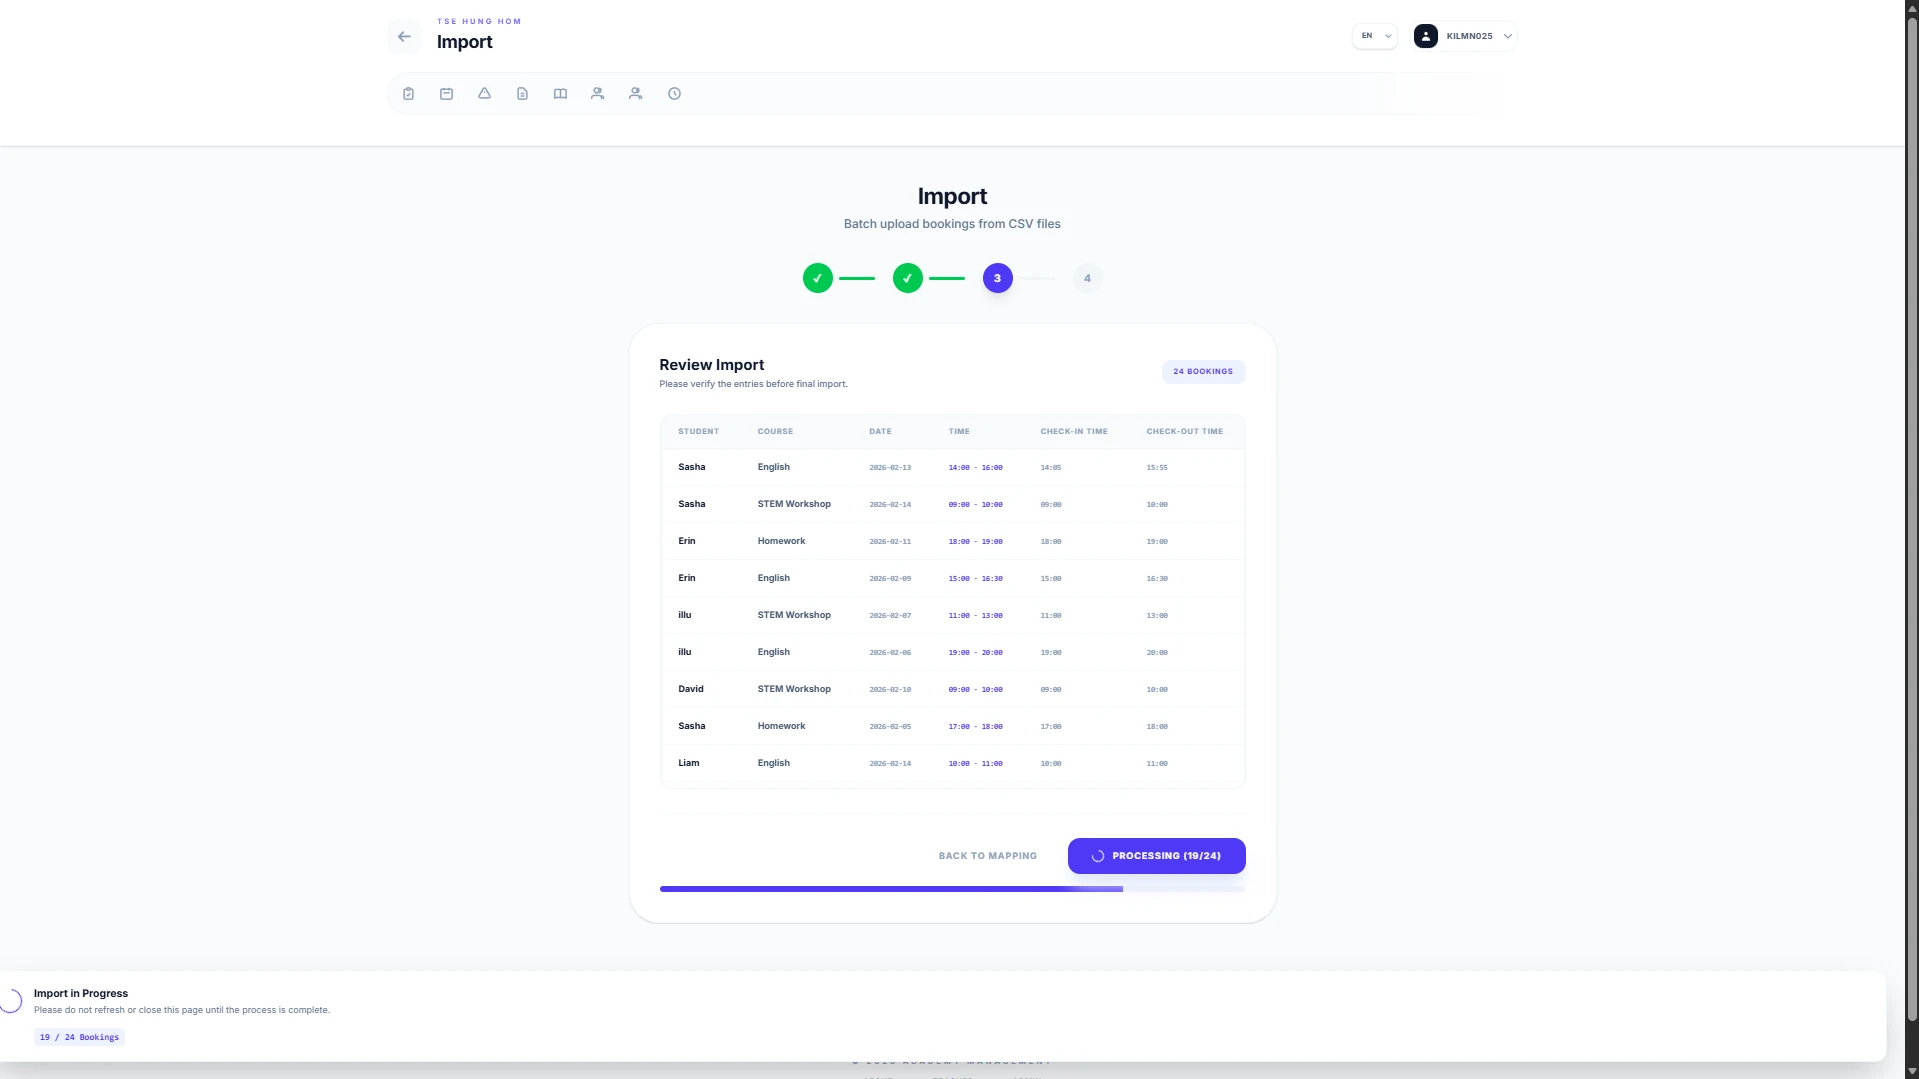 TSE HUNG HOM
Import
EN
KILMN025
Import
Batch upload bookings from CSV files
3
4
Review Import
Please verify the entries before final import.
24 BOOKINGS
STUDENT COURSE DATE TIME CHECK-IN TIME CHECK-OUT TIME
Sasha English 2026-02-13 14:00 - 16:00 14:05 15:55
Sasha STEM Workshop 2026-02-14 09:00 - 10:00 09:00 10:00
Erin Homework 2026-02-11 18:00 - 19:00 18:00 19:00
Erin English 2026-02-09 15:00 - 16:30 15:00 16:30
illu STEM Workshop 2026-02-07 11:00 - 13:00 11:00 13:00
illu English 2026-02-06 19:00 - 20:00 19:00 20:00
David STEM Workshop 2026-02-10 09:00 - 10:00 09:00 10:00
Sasha Homework 2026-02-05 17:00 - 18:00 17:00 18:00
Liam English 2026-02-14 10:00 - 11:00 10:00 11:00
BACK TO MAPPING
PROCESSING (19/24)
Import in Progress
Please do not refresh or close this page until the process is complete.
19 / 24 Bookings
ACADEMY MANAGEMENT